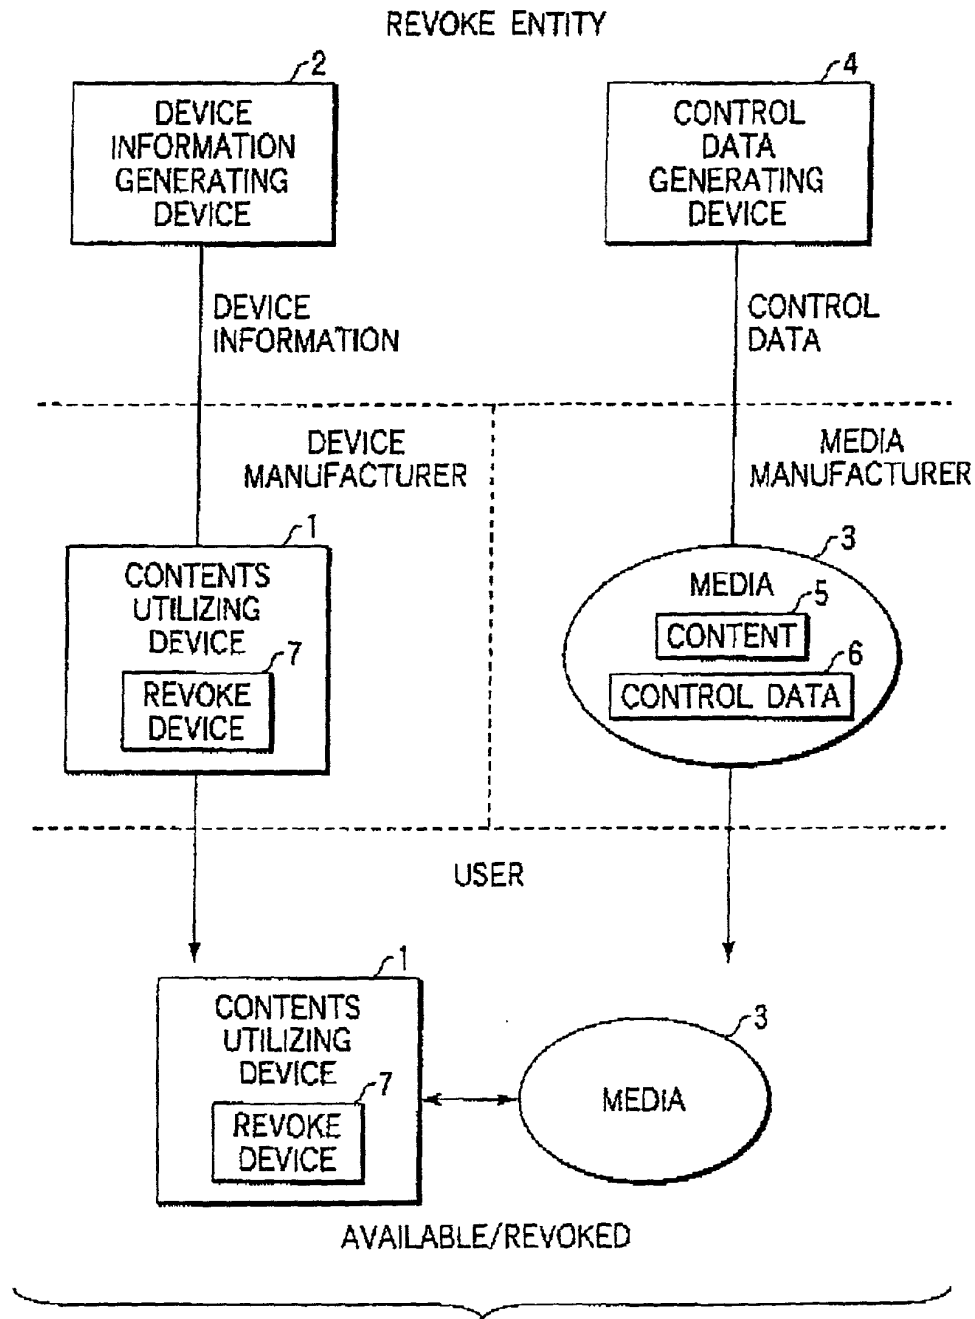 REVOKE ENTITY
2
4
DEVICE
INFORMATION
GENERATING
DEVICE
CONTROL
DATA
GENERATING
DEVICE
DEVICE
INFORMATION
CONTROL
DATA
DEVICE
MANUFACTURER
MEDIA
MANUFACTURER
1
CONTENTS
UTILIZING
DEVICE
7
REVOKE
DEVICE
3
MEDIA
5
CONTENT
6
CONTROL DATA
USER
1
CONTENTS
UTILIZING
DEVICE
7
REVOKE
DEVICE
3
MEDIA
AVAILABLE/REVOKED